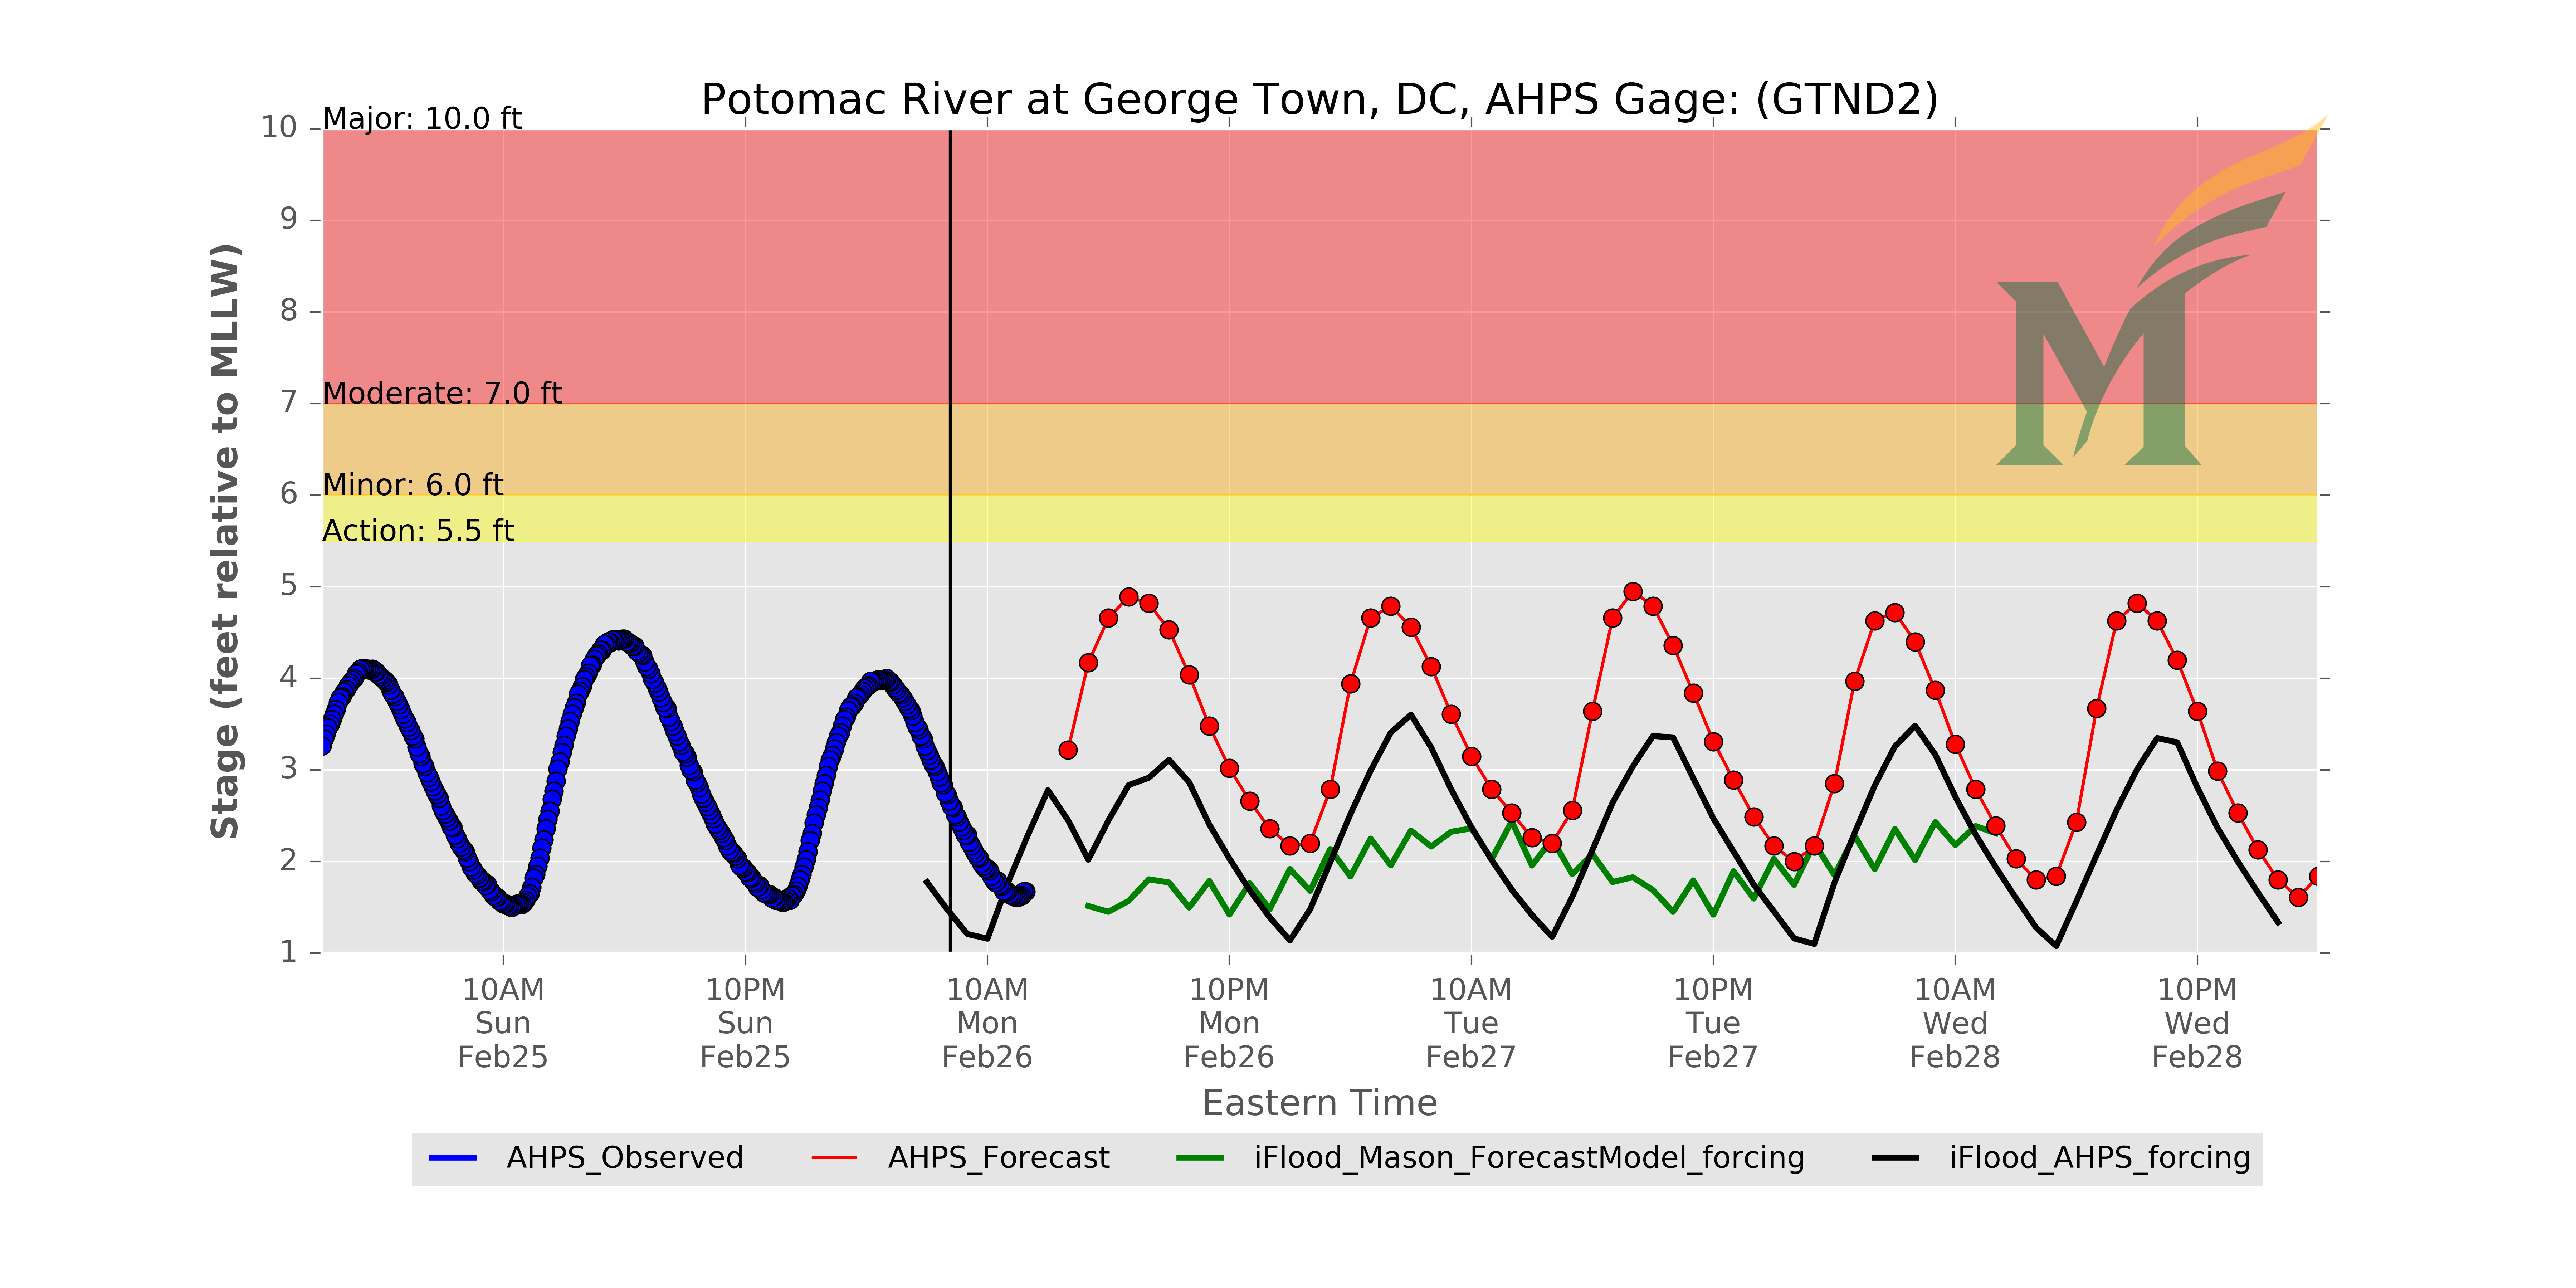 Potomac River at George Town, DC, AHPS Gage: (GTND2)
Major: 10.0 ft
Moderate: 7.0 ft
Minor: 6.0 ft
Action: 5.5 ft
Stage (feet relative to MLLW)
10
9
8
7
6
5
4
3
2
1
10AM Sun Feb25
10PM Sun Feb25
10AM Mon Feb26
10PM Mon Feb26
10AM Tue Feb27
10PM Tue Feb27
10AM Wed Feb28
10PM Wed Feb28
Eastern Time
AHPS_Observed
AHPS_Forecast
iFlood_Mason_ForecastModel_forcing
iFlood_AHPS_forcing
M